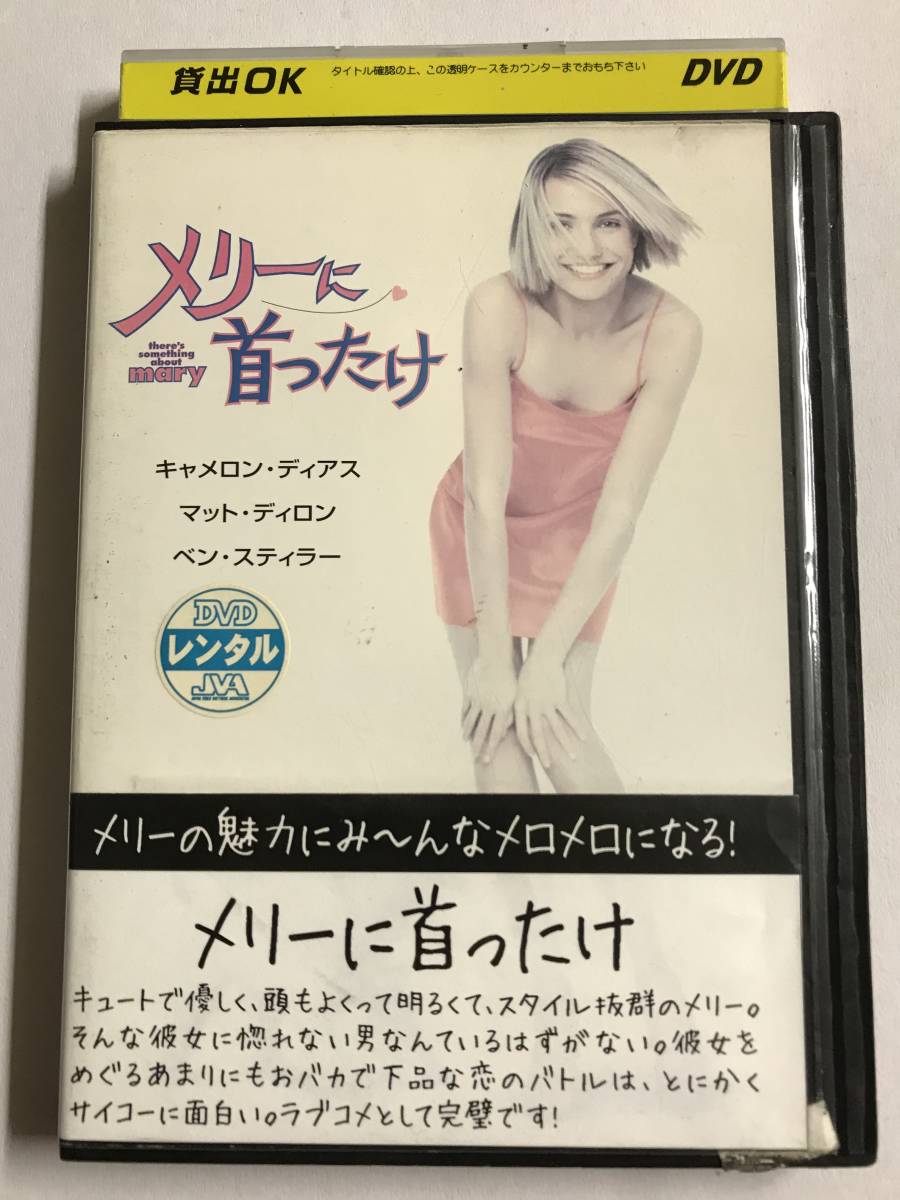 貸出OK
タイトル確認の上、この透明ケースをカウンターまでおもち下さい
DVD
メリーに
首ったけ
there's
something
about
mary
キャメロン・ディアス
マット・ディロン
ベン・スティラー
DVD
レンタル
JVA
メリーの魅力にみ〜んなメロメロになる!
メリーに首ったけ
キュートで優しく、頭もよくって明るくて、スタイル抜群のメリー。
そんな彼女に惚れない男なんているはずがない。彼女を
めぐるあまりにもおバカで下品な恋のバトルは、とにかく
サイコーに面白い。ラブコメとして完璧です!